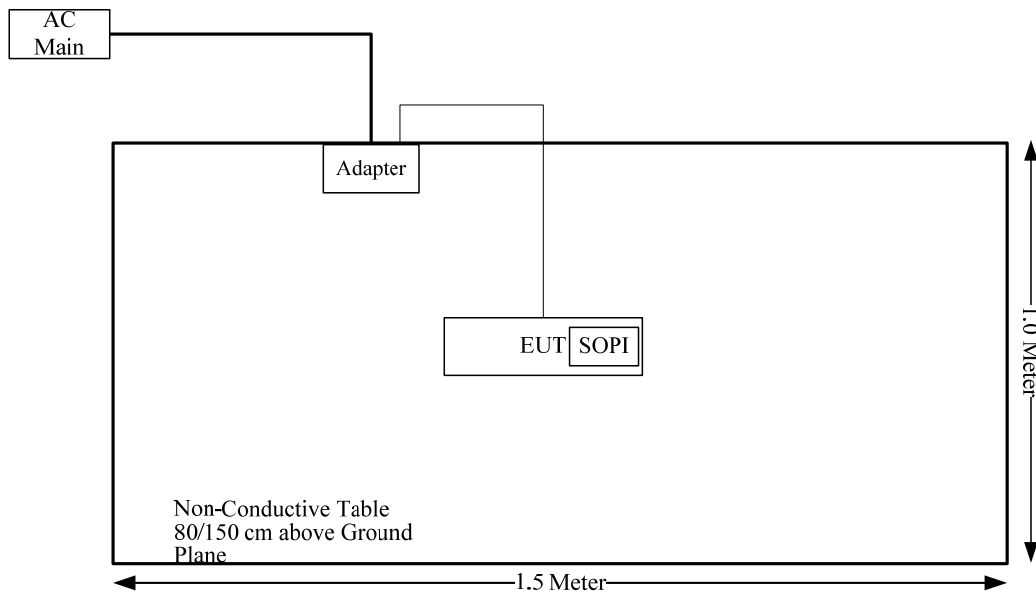 AC
Main
Adapter
EUT
SOPI
1.0 Meter
Non-Conductive Table
80/150 cm above Ground
Plane
1.5 Meter